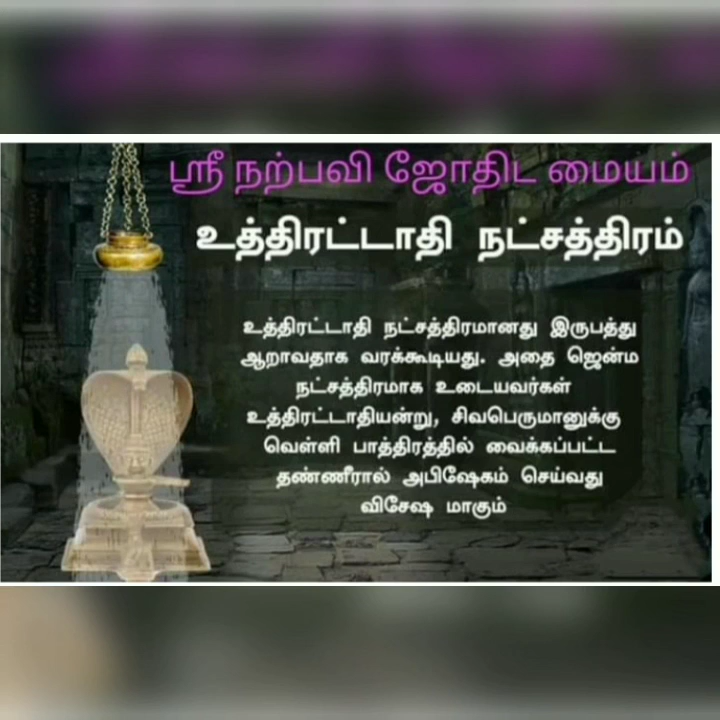 ஸ்ரீ நற்பவி ஜோதிட மையம்
உத்திரட்டாதி நட்சத்திரம்
உத்திரட்டாதி நட்சத்திரமானது இருபத்து
ஆறாவதாக வரக்கூடியது. அதை ஜென்ம
நட்சத்திரமாக உடையவர்கள்
உத்திரட்டாதியன்று, சிவபெருமானுக்கு
வெள்ளி பாத்திரத்தில் வைக்கப்பட்ட
தண்ணீரால் அபிஷேகம் செய்வது
விசேஷ மாகும்